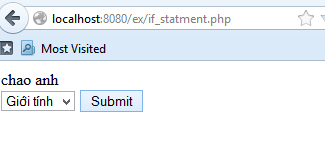 localhost:8080/ex/if_statment.php
Most Visited
chao anh
Giới tính Submit